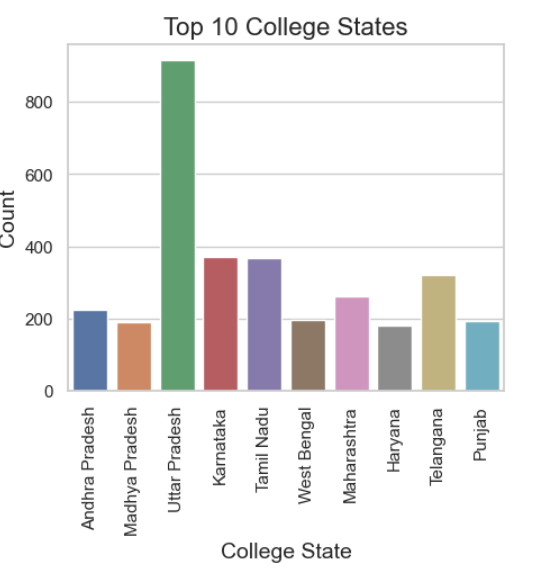 Top 10 College States
Count
800
600
400
200
0
Andhra Pradesh
Madhya Pradesh
Uttar Pradesh
Karnataka
Tamil Nadu
West Bengal
Maharashtra
Haryana
Telangana
Punjab
College State